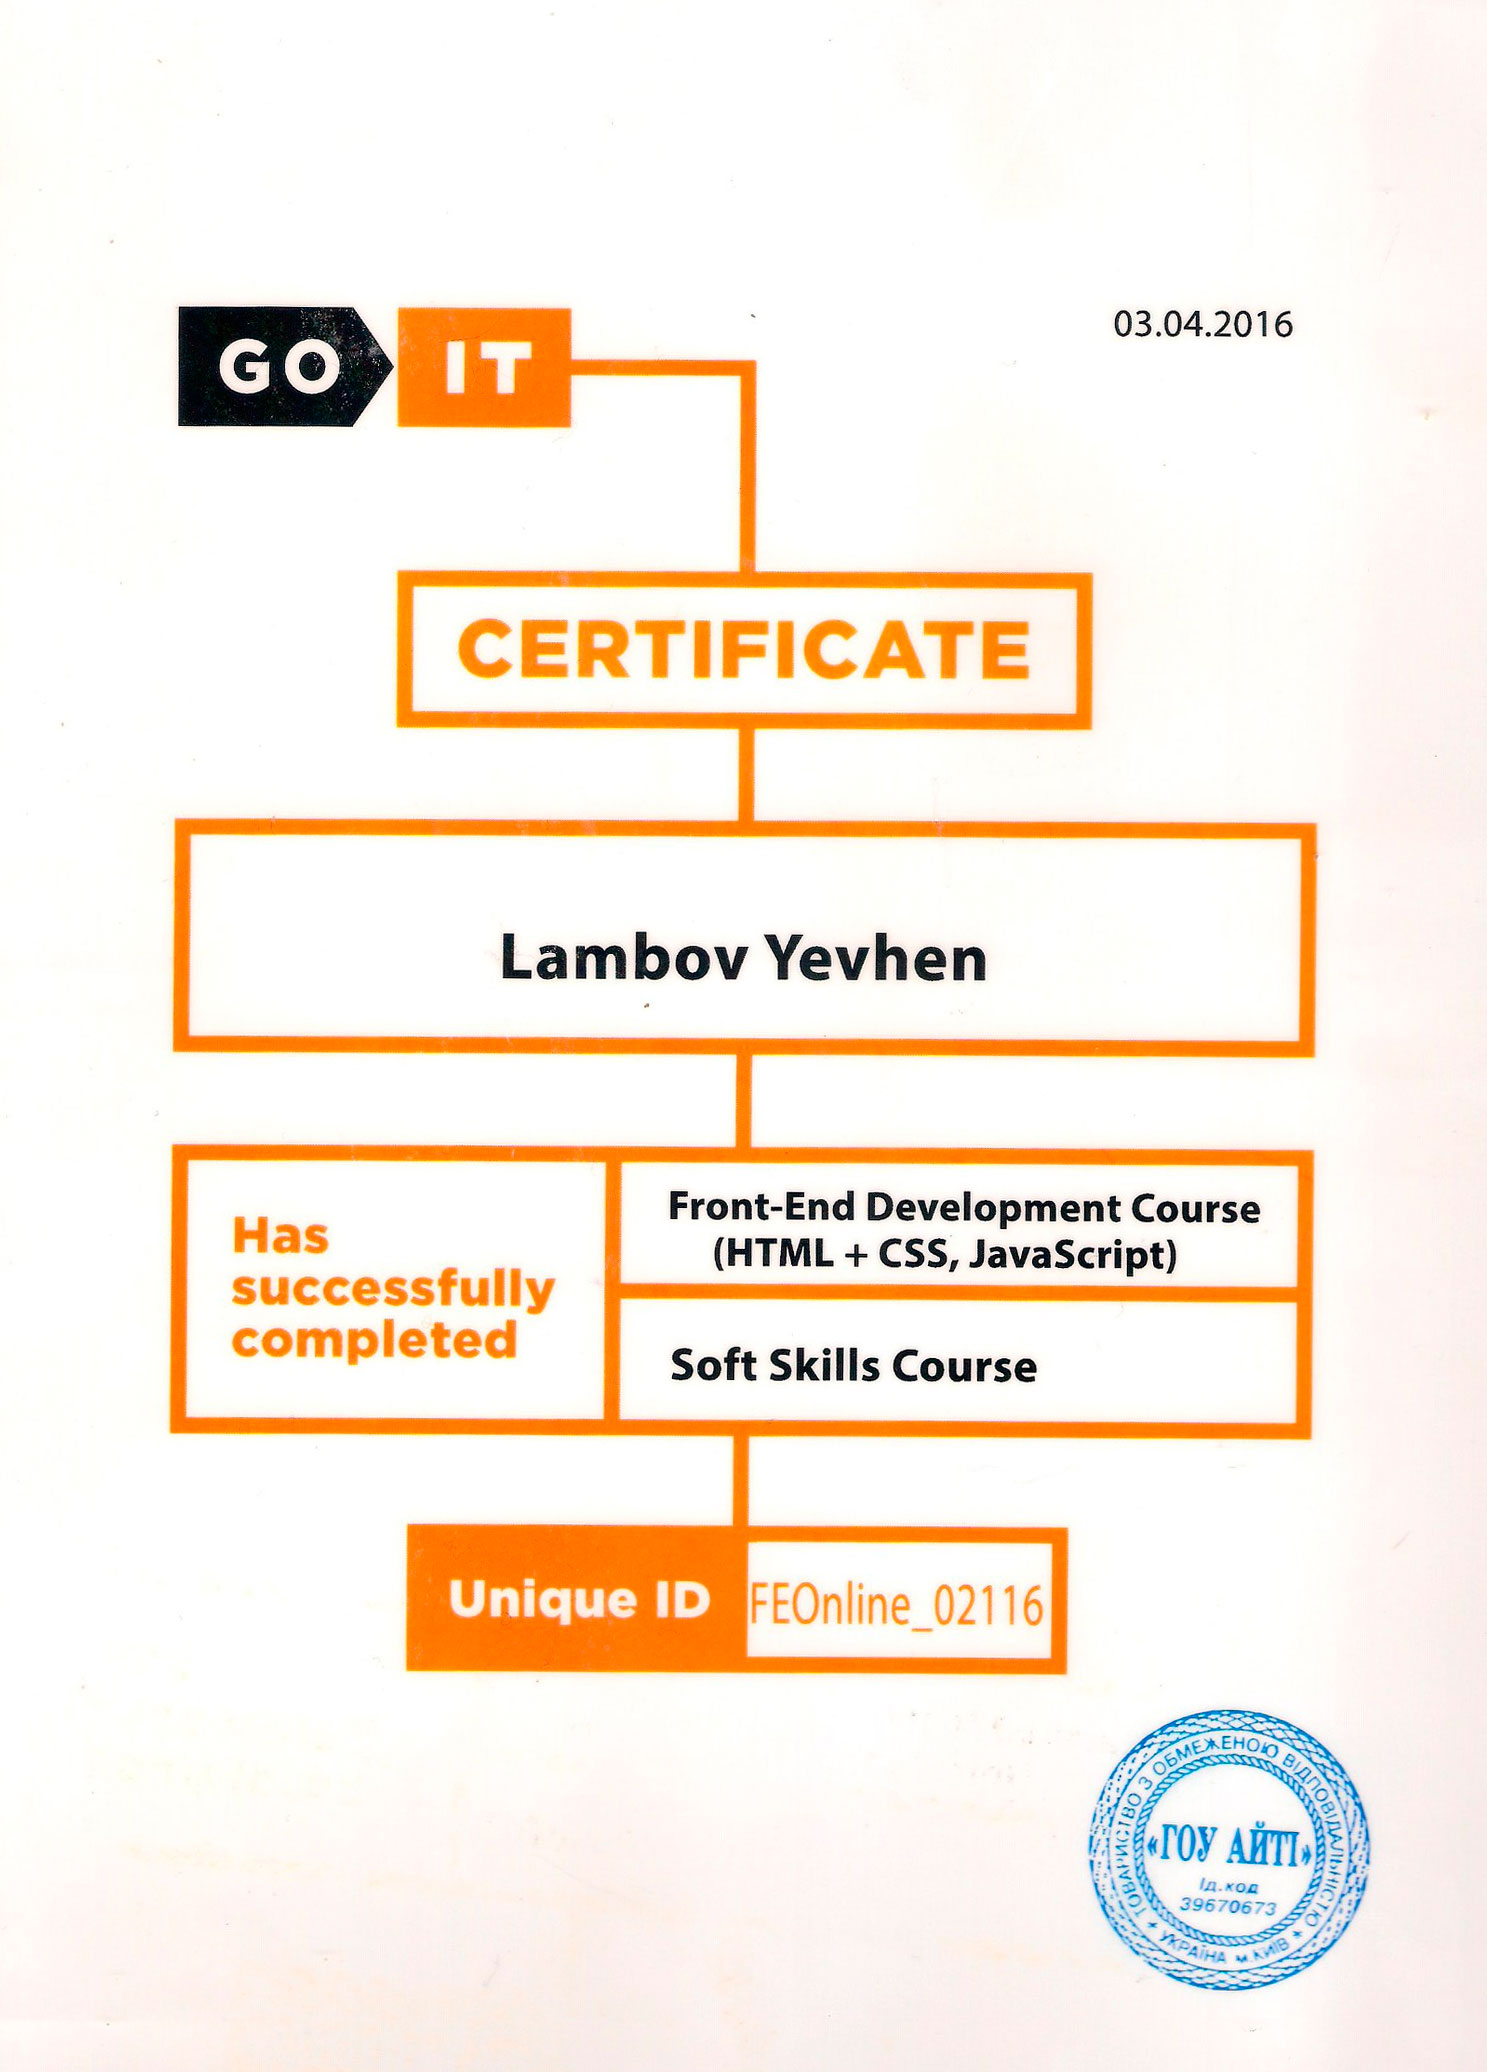 GO IT
03.04.2016
CERTIFICATE
Lambov Yevhen
Has
successfully
completed
Front-End Development Course
(HTML + CSS, JavaScript)
Soft Skills Course
Unique ID
FEOnline_02116
ТОВАРИСТВО З ОБМЕЖЕНОЮ ВІДПОВІДАЛЬНІСТЮ
«ГОУ АЙТІ»
Ід.код
39670673
* УКРАЇНА м.КИЇВ *